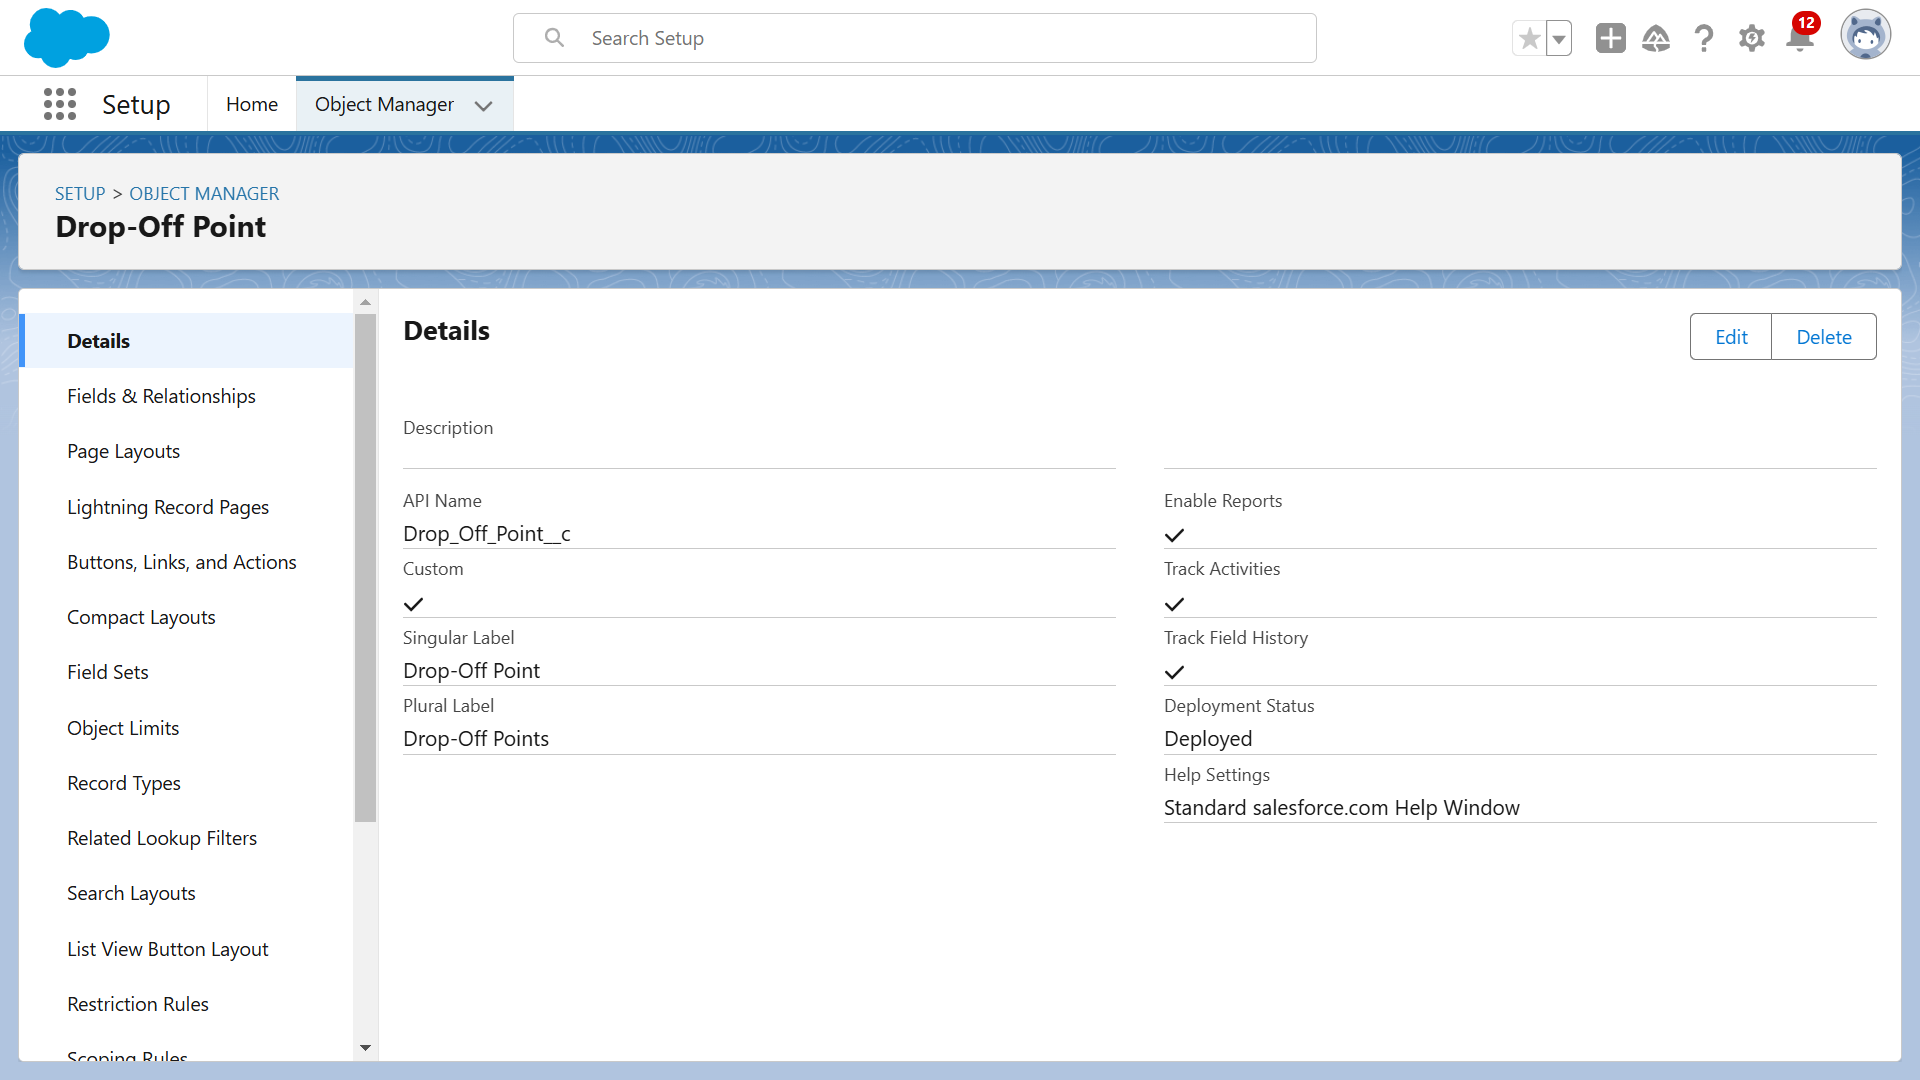 Search Setup
12
Setup
Home
Object Manager
SETUP > OBJECT MANAGER
Drop-Off Point
Details
Fields & Relationships
Page Layouts
Lightning Record Pages
Buttons, Links, and Actions
Compact Layouts
Field Sets
Object Limits
Record Types
Related Lookup Filters
Search Layouts
List View Button Layout
Restriction Rules
Scoping Rules
Details
Edit
Delete
Description
API Name
Drop_Off_Point__c
Custom
Singular Label
Drop-Off Point
Plural Label
Drop-Off Points
Enable Reports
Track Activities
Track Field History
Deployment Status
Deployed
Help Settings
Standard salesforce.com Help Window